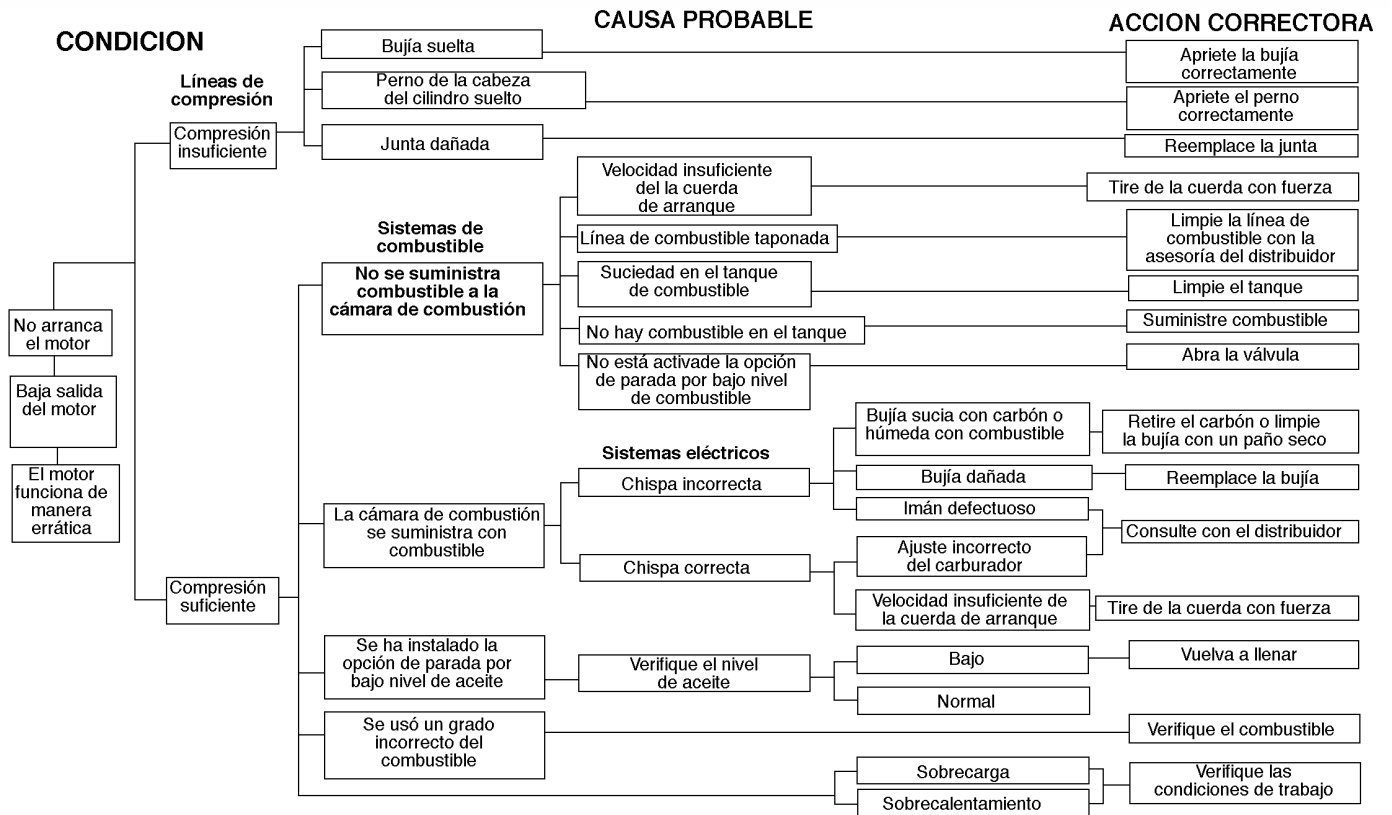 CONDICION
CAUSA PROBABLE
ACCION CORRECTORA
Líneas de
compresión
Compresión
insuficiente
Bujía suelta
Apriete la bujía
correctamente
Perno de la cabeza
del cilindro suelto
Apriete el perno
correctamente
Junta dañada
Reemplace la junta
No arranca
el motor
Baja salida
del motor
El motor
funciona de
manera
errática
Compresión
suficiente
Sistemas de
combustible
No se suministra
combustible a la
cámara de combustión
Velocidad insuficiente
del la cuerda
de arranque
Tire de la cuerda con fuerza
Línea de combustible taponada
Limpie la línea de
combustible con la
asesoría del distribuidor
Suciedad en el tanque
de combustible
Limpie el tanque
No hay combustible en el tanque
Suministre combustible
No está activade la opción
de parada por bajo nivel
de combustible
Abra la válvula
La cámara de combustión
se suministra con
combustible
Sistemas eléctricos
Chispa incorrecta
Bujía sucia con carbón o
húmeda con combustible
Retire el carbón o limpie
la bujía con un paño seco
Bujía dañada
Reemplace la bujía
Imán defectuoso
Consulte con el distribuidor
Chispa correcta
Ajuste incorrecto
del carburador
Velocidad insuficiente de
la cuerda de arranque
Tire de la cuerda con fuerza
Se ha instalado la
opción de parada por
bajo nivel de aceite
Verifique el nivel
de aceite
Bajo
Vuelva a llenar
Normal
Se usó un grado
incorrecto del
combustible
Verifique el combustible
Sobrecarga
Sobrecalentamiento
Verifique las
condiciones de trabajo